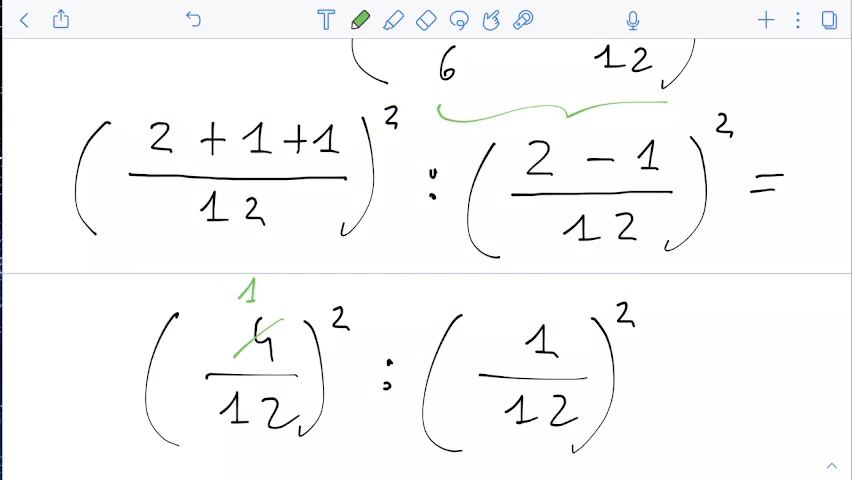 6 12
( 2 + 1 + 1 / 12 )² : ( 2 - 1 / 12 )² =
1
( 4 / 12 )² : ( 1 / 12 )²